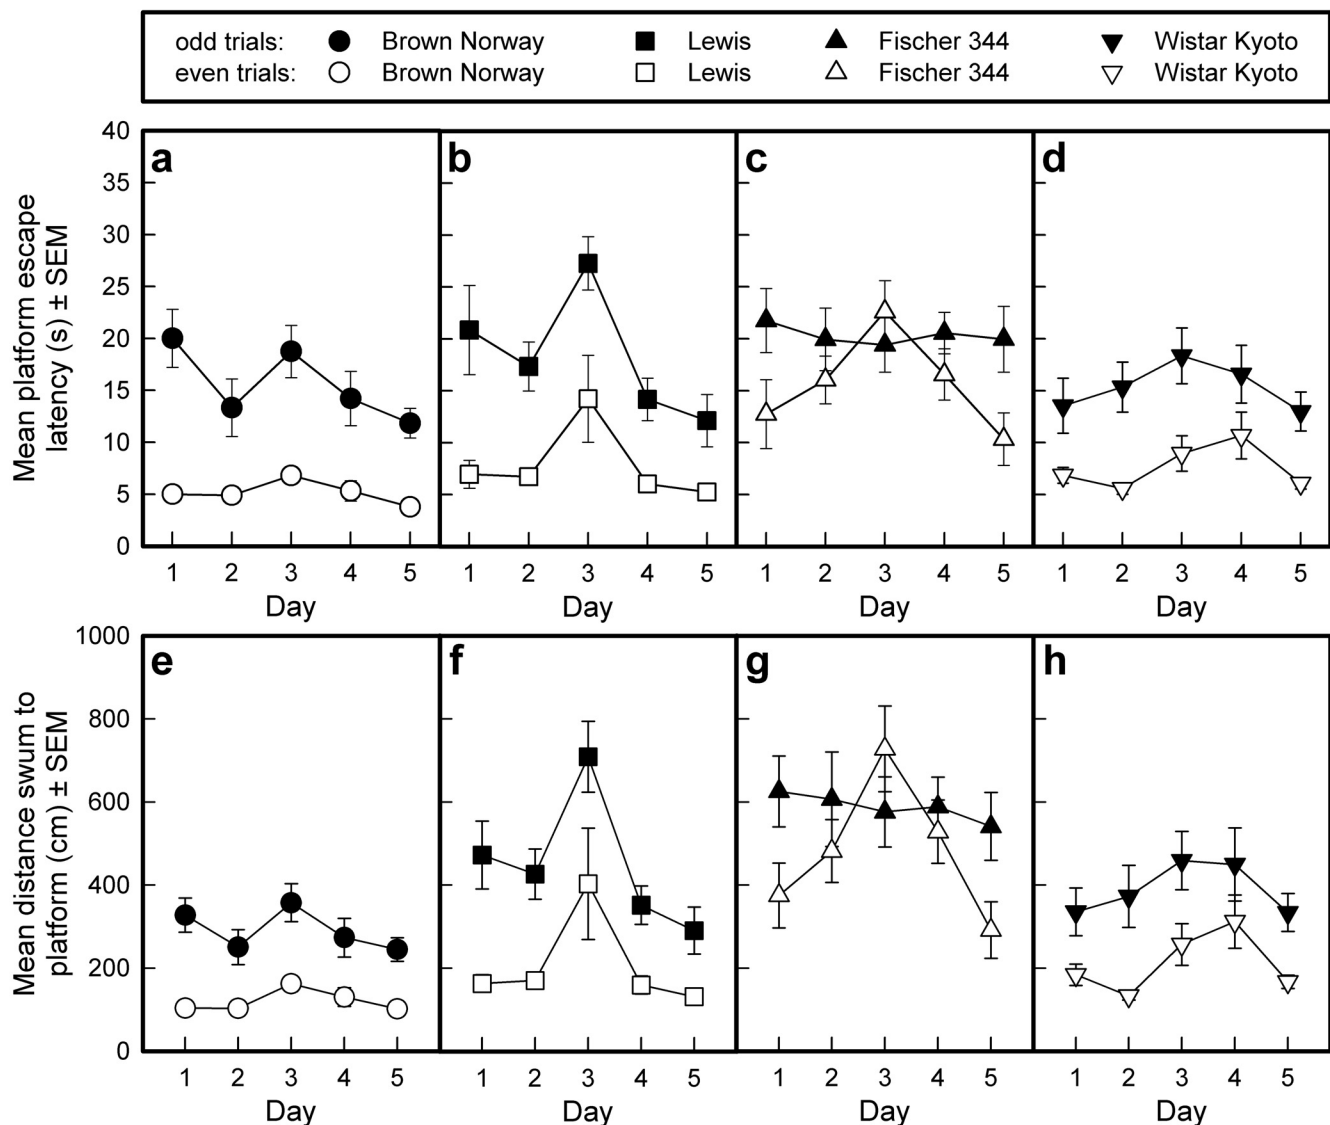 odd trials: Brown Norway Lewis Fischer 344 Wistar Kyoto
even trials: Brown Norway Lewis Fischer 344 Wistar Kyoto
Mean platform escape
latency (s) ± SEM
40
35
30
25
20
15
10
5
0
a b c d
1 2 3 4 5 1 2 3 4 5 1 2 3 4 5 1 2 3 4 5
Day Day Day Day
Mean distance swum to
platform (cm) ± SEM
1000
800
600
400
200
0
e f g h
1 2 3 4 5 1 2 3 4 5 1 2 3 4 5 1 2 3 4 5
Day Day Day Day